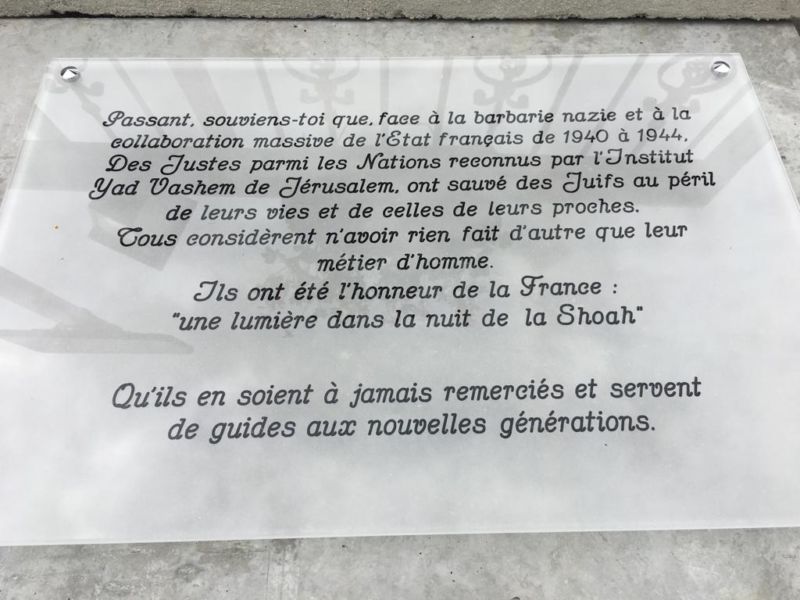 Passant, souviens-toi que, face à la barbarie nazie et à la
collaboration massive de l'Etat français de 1940 à 1944,
Des Justes parmi les Nations reconnus par l'Institut
Yad Vashem de Jérusalem, ont sauvé des Juifs au péril
de leurs vies et de celles de leurs proches.
Tous considèrent n'avoir rien fait d'autre que leur
métier d'homme.
Ils ont été l'honneur de la France :
"une lumière dans la nuit de la Shoah"
Qu'ils en soient à jamais remerciés et servent
de guides aux nouvelles générations.